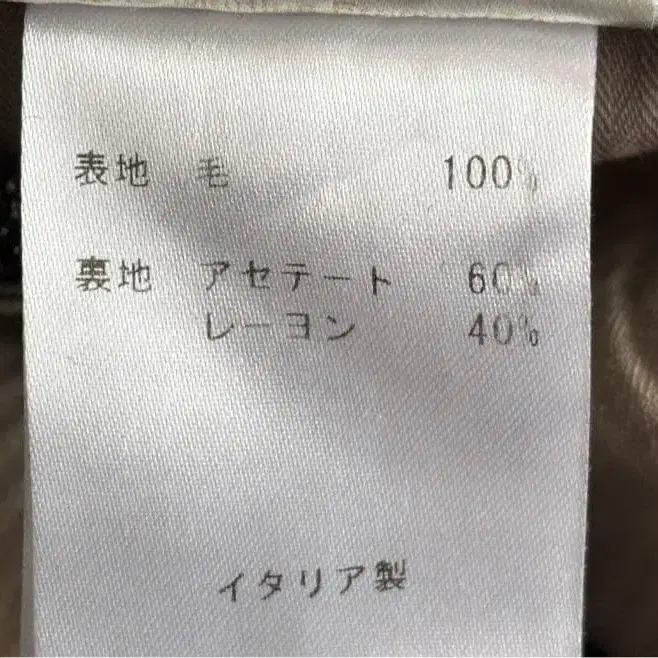 表地 毛 100%
裏地 アセテート 60%
レーヨン 40%
イタリア製